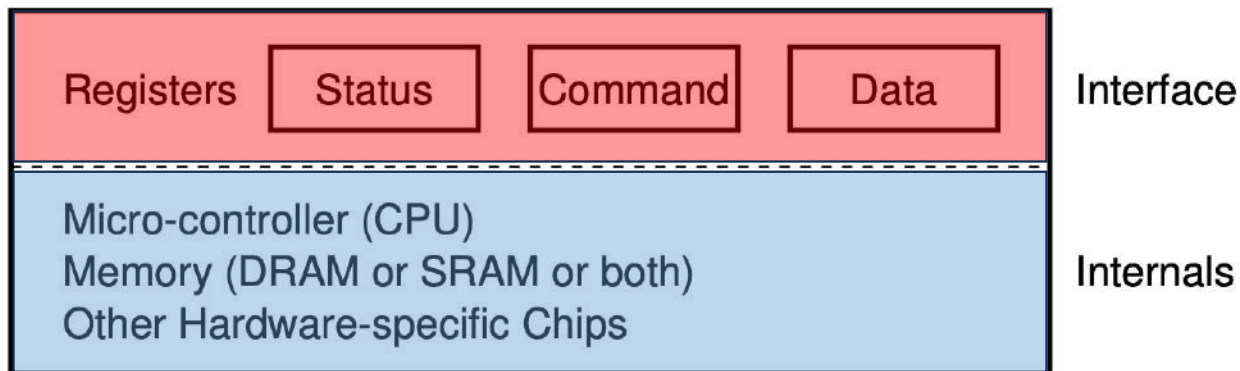 Registers Status Command Data Interface
Micro-controller (CPU)
Memory (DRAM or SRAM or both) Internals
Other Hardware-specific Chips